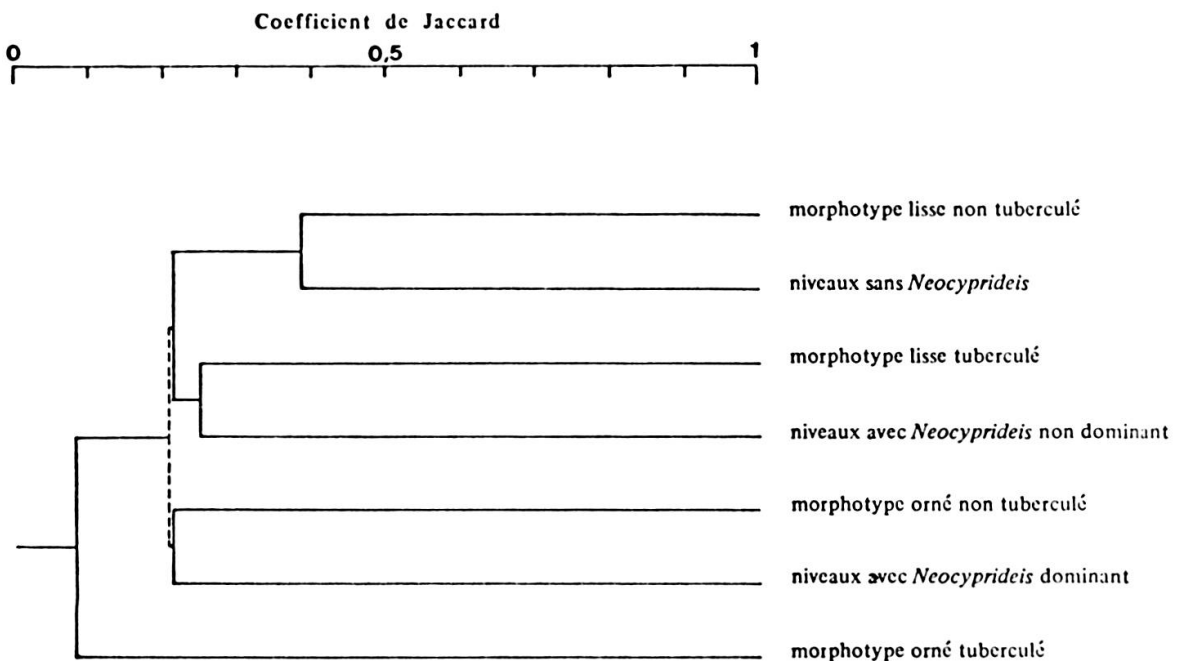 Coefficient de Jaccard
0 0,5 1
morphotype lisse non tuberculé
niveaux sans Neocyprideis
morphotype lisse tuberculé
niveaux avec Neocyprideis non dominant
morphotype orné non tuberculé
niveaux avec Neocyprideis dominant
morphotype orné tuberculé